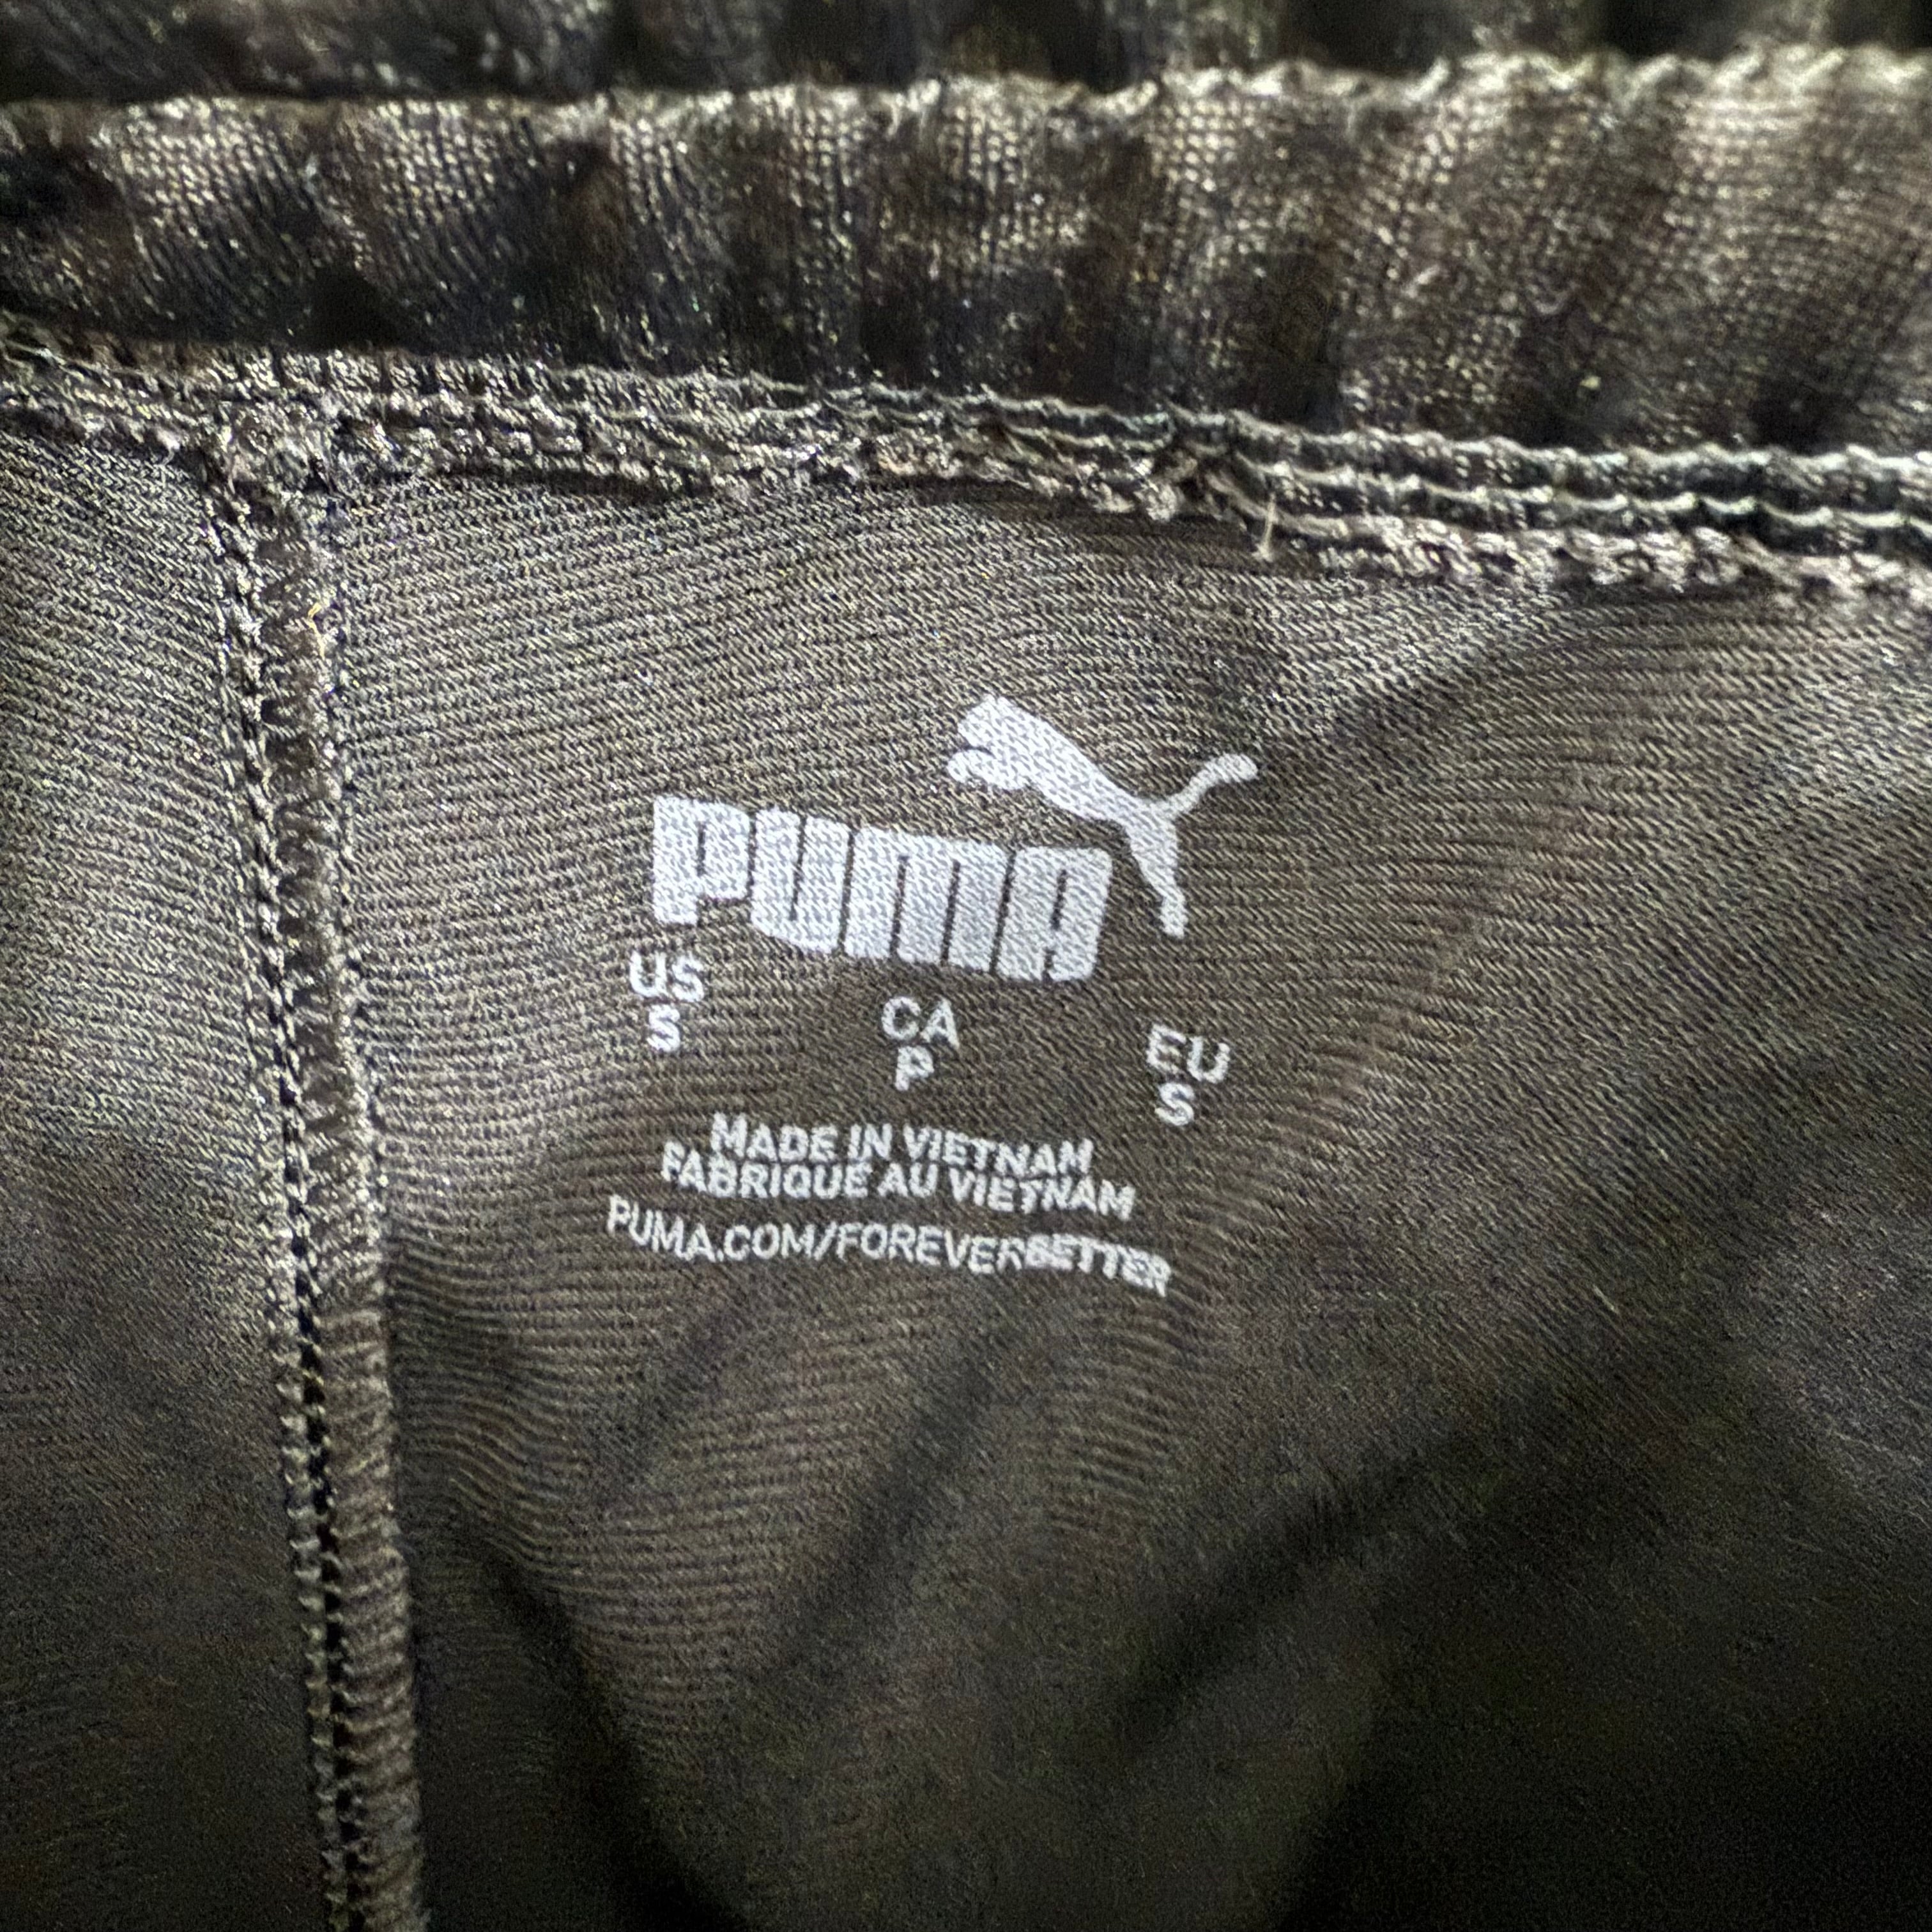 PUMA
US CA EU
S P S
MADE IN VIETNAM
FABRIQUE AU VIETNAM
PUMA.COM/FOREVERBETTER